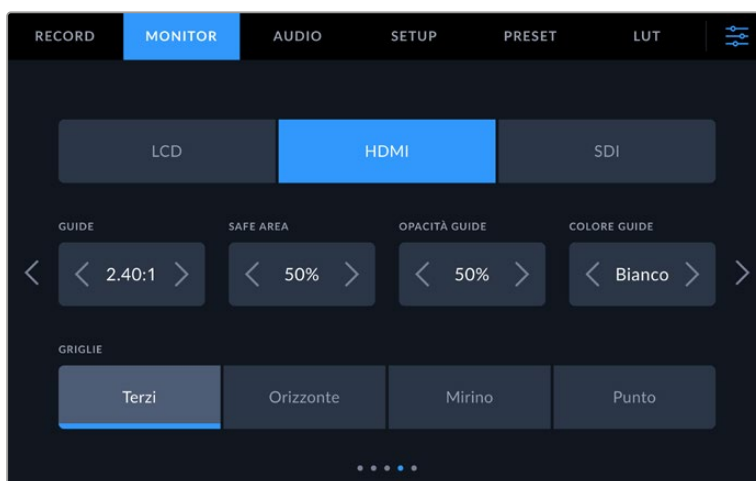 RECORD MONITOR AUDIO SETUP PRESET LUT
LCD HDMI SDI
GUIDE SAFE AREA OPACITÀ GUIDE COLORE GUIDE
2.40:1 50% 50% Bianco
GRIGLIE
Terzi Orizzonte Mirino Punto